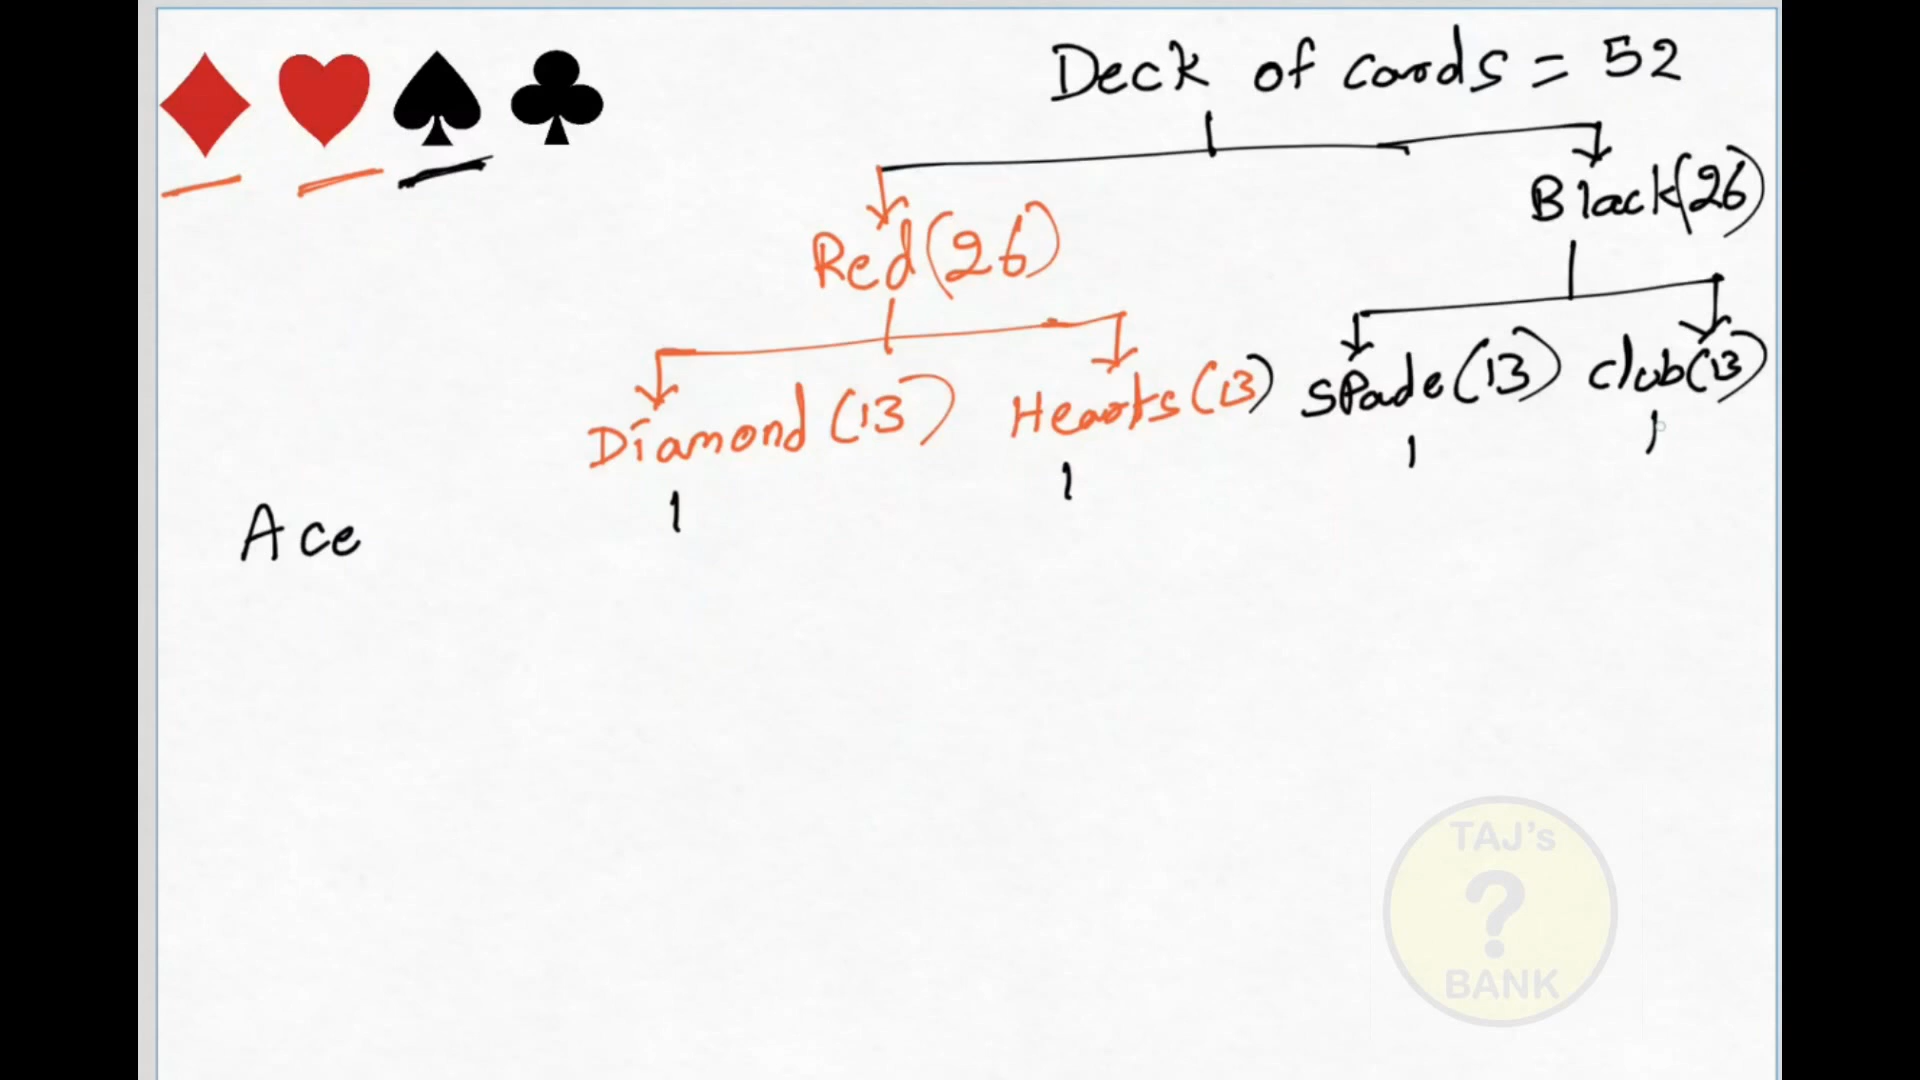 Deck of cards = 52
Red(26) Black(26)
Diamond (13) Hearts (13) Spade (13) club(13)
Ace 1 1 1 1
TAJ's
?
BANK